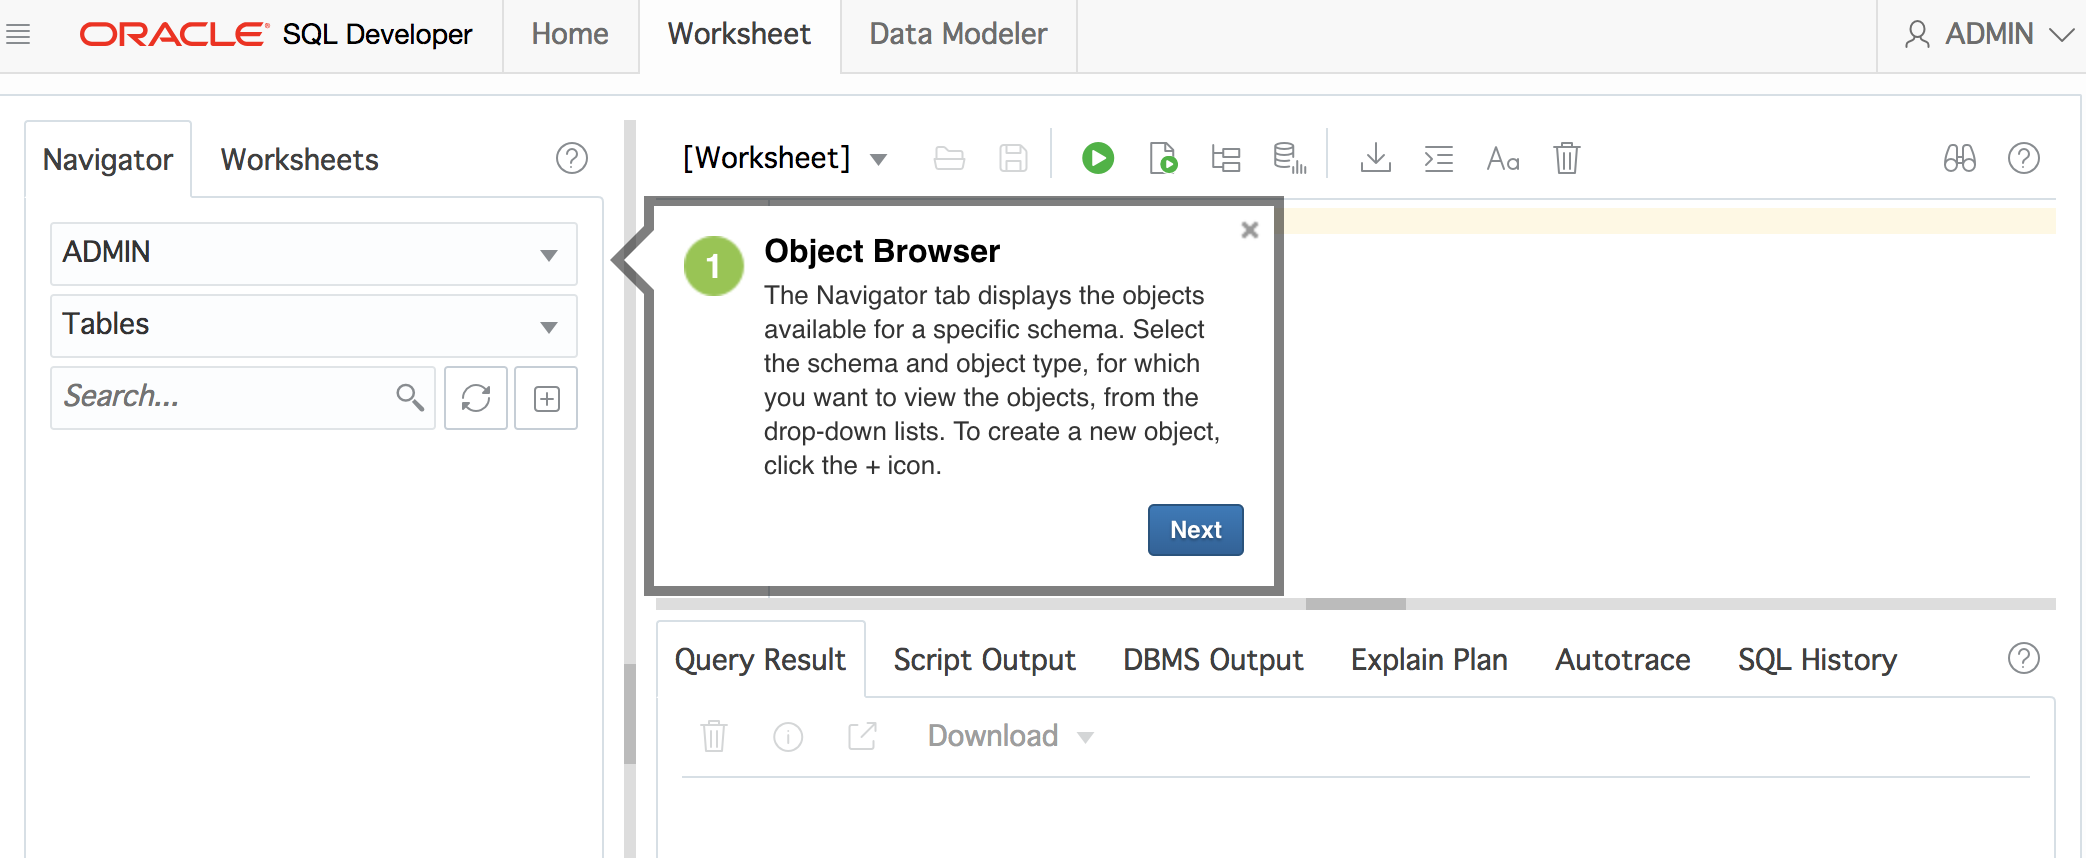 ORACLE® SQL Developer Home Worksheet Data Modeler ADMIN
Navigator Worksheets ?
[Worksheet] Aa ?
ADMIN
Tables
Search...
1
Object Browser
The Navigator tab displays the objects
available for a specific schema. Select
the schema and object type, for which
you want to view the objects, from the
drop-down lists. To create a new object,
click the + icon.
Next
Query Result Script Output DBMS Output Explain Plan Autotrace SQL History ?
Download